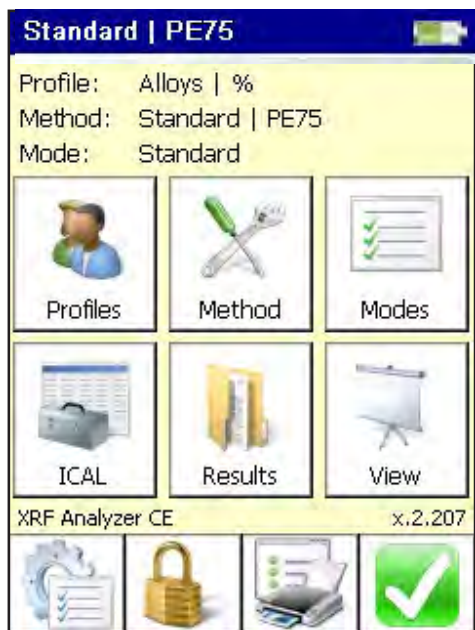 Standard | PE75
Profile: Alloys | %
Method: Standard | PE75
Mode: Standard
Profiles Method Modes
ICAL Results View
XRF Analyzer CE x.2.207